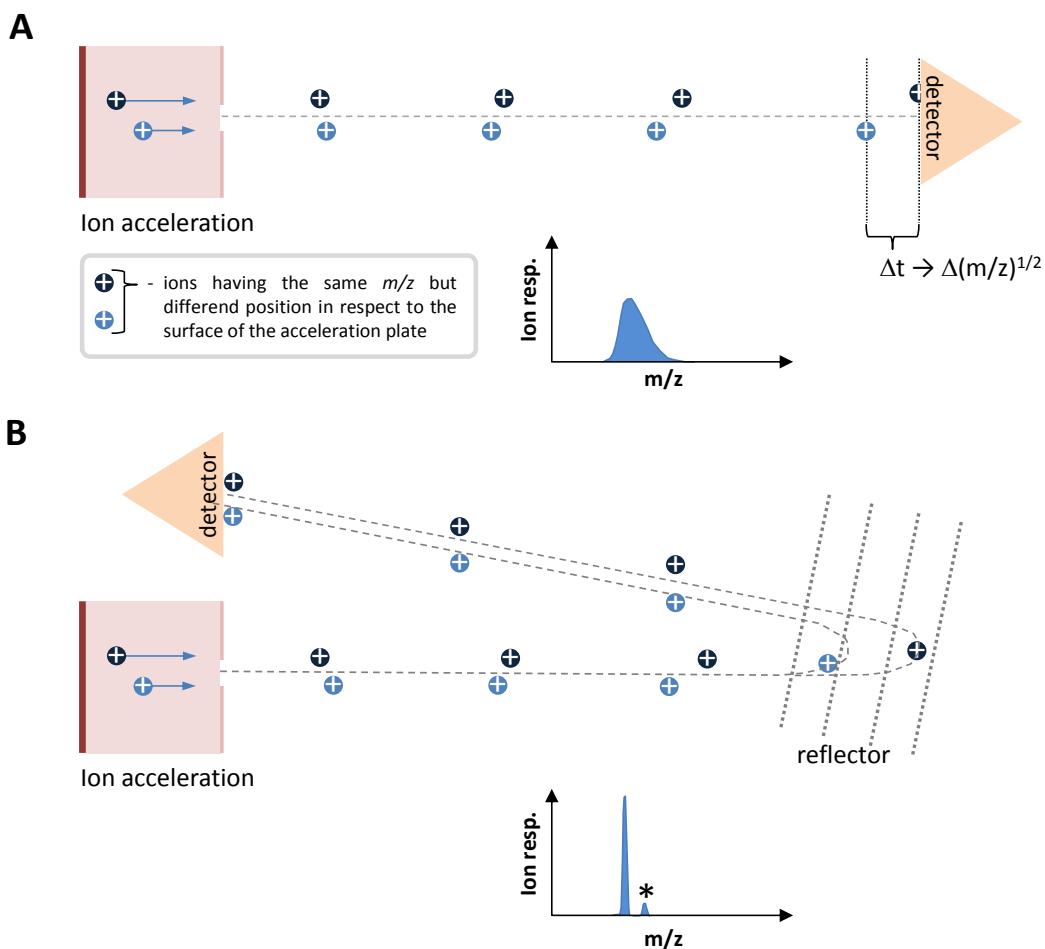 A
detector
Ion acceleration
Δt → Δ(m/z)^{1/2}
- ions having the same m/z but
differend position in respect to the
surface of the acceleration plate
Ion resp.
m/z
B
detector
Ion acceleration
reflector
Ion resp.
*
m/z